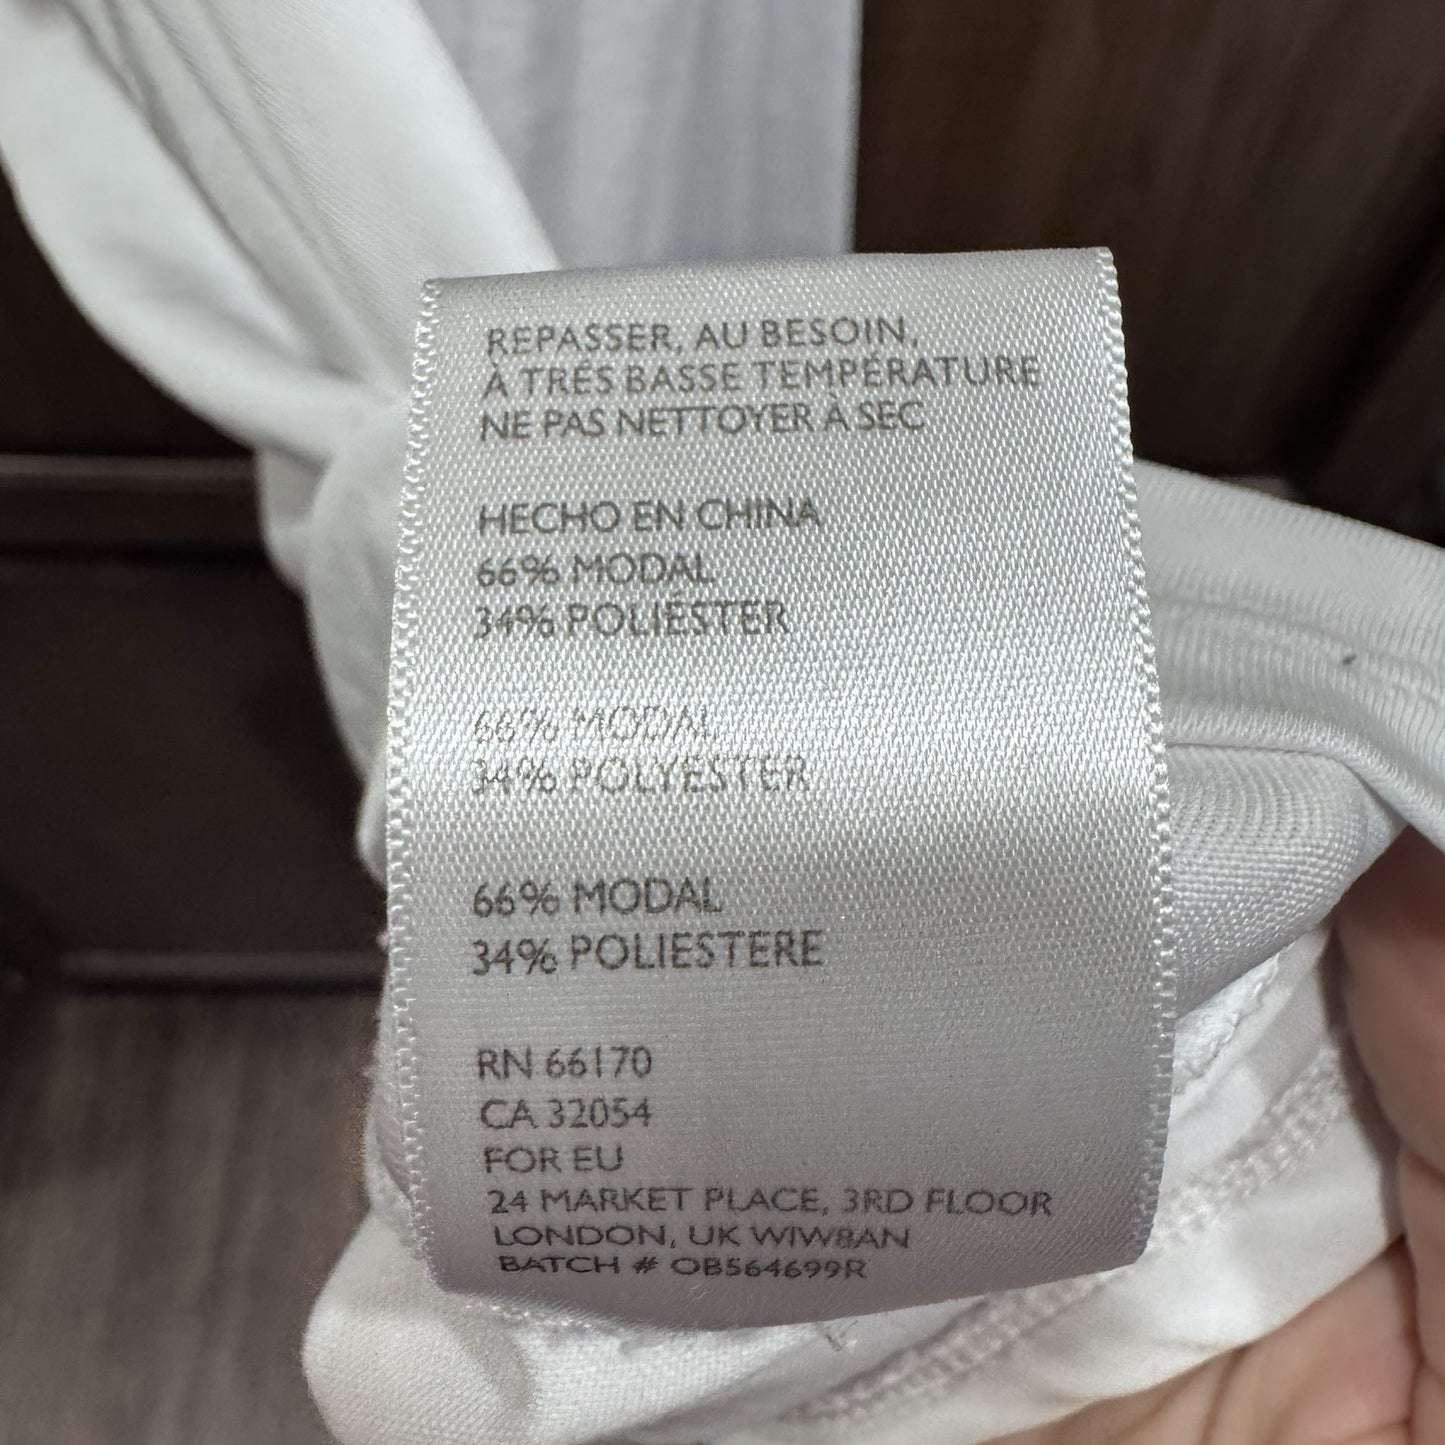 REPASSER, AU BESOIN,
À TRÉS BASSE TEMPÉRATURE
NE PAS NETTOYER À SEC
HECHO EN CHINA
66% MODAL
34% POLIÉSTER
66% MODAL
34% POLYESTER
66% MODAL
34% POLIESTERE
RN 66170
CA 32054
FOR EU
24 MARKET PLACE, 3RD FLOOR
LONDON, UK W1W8AN
BATCH # OB564699R